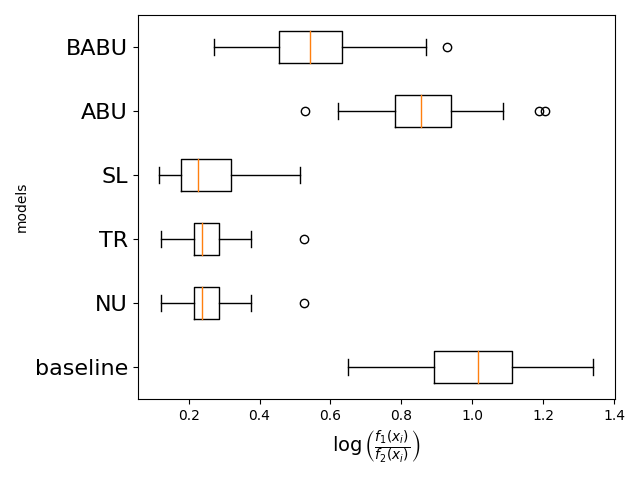 BABU
ABU
SL
TR
NU
baseline
models
0.2 0.4 0.6 0.8 1.0 1.2 1.4
log(f₁(xᵢ)/f₂(xᵢ))